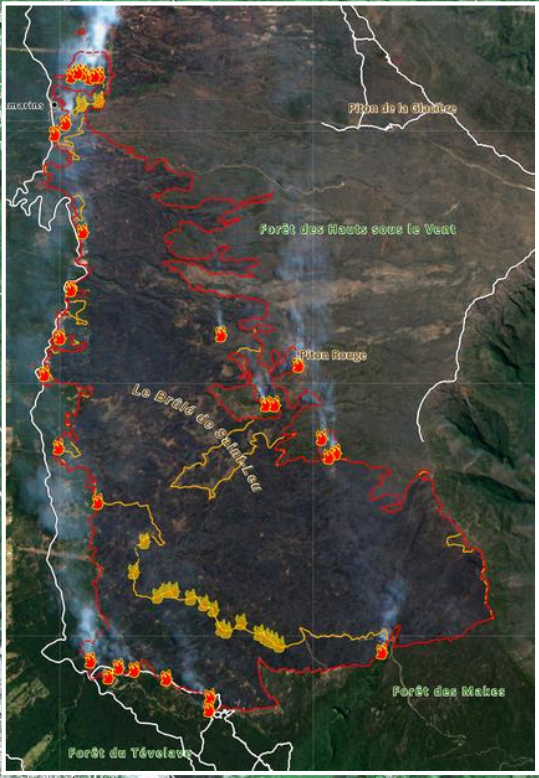 Piton de la Glacière
Forêt des Hauts sous le Vent
Piton Rouge
Le Brûlé de Saint-Leu
Forêt des Makes
Forêt du Tévelave